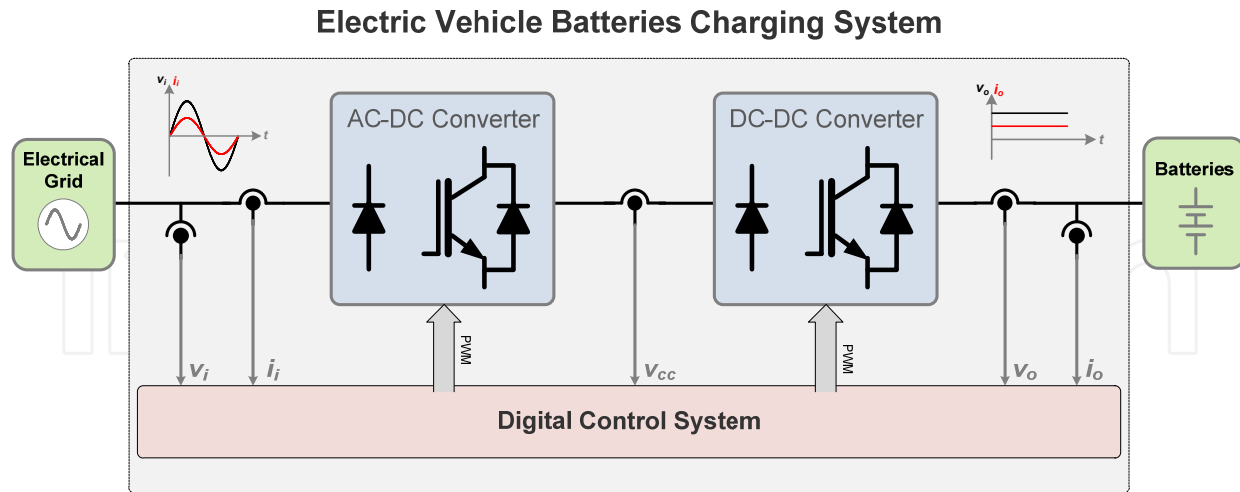 Electric Vehicle Batteries Charging System
vi ii
t
AC-DC Converter
DC-DC Converter
vo io
t
Electrical
Grid
Batteries
PWM
PWM
vi
ii
vcc
vo
io
Digital Control System